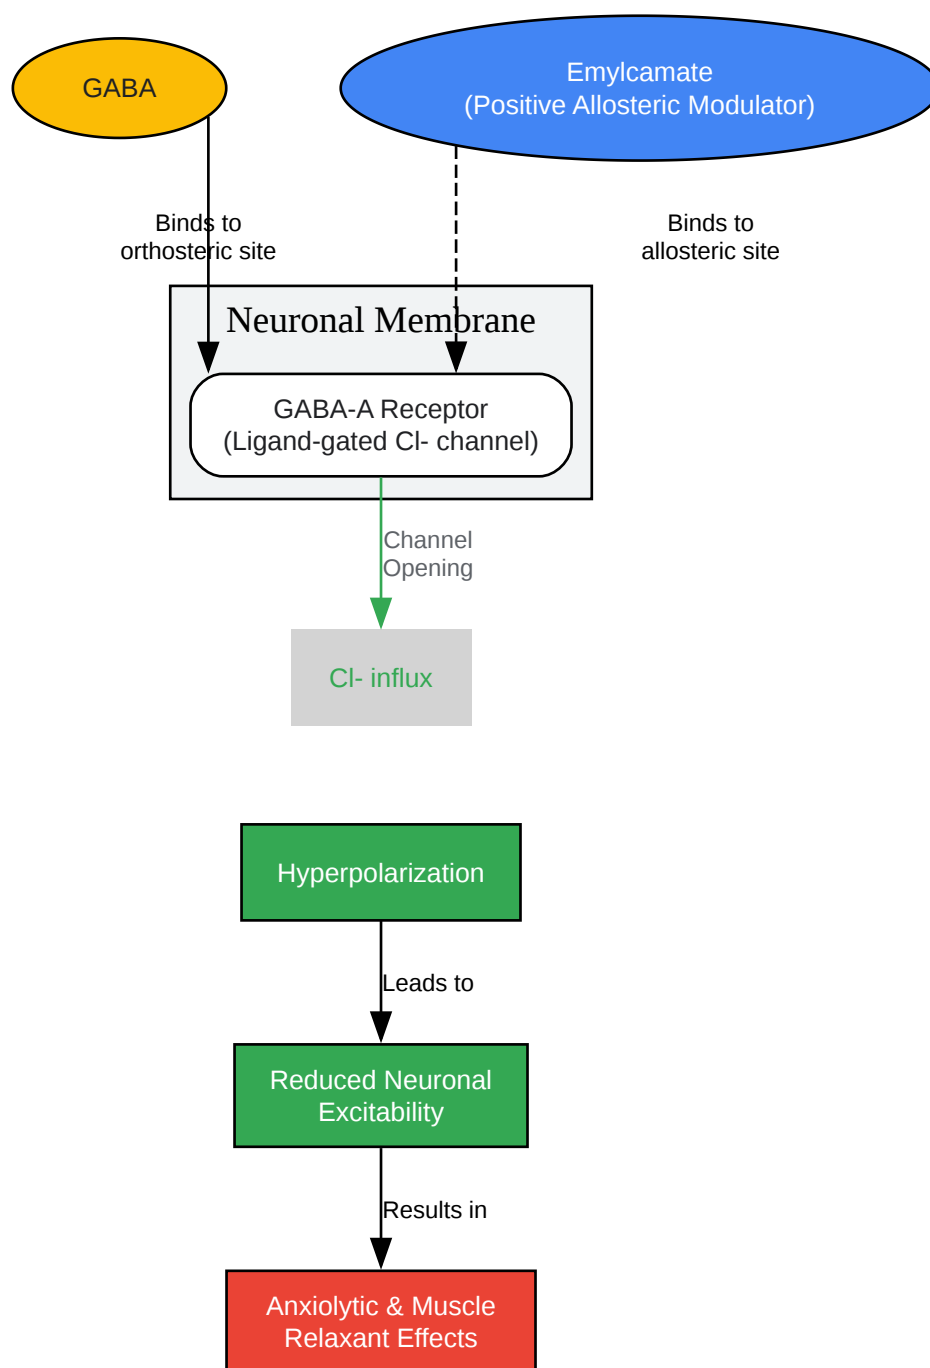 GABA
Emylcamate
(Positive Allosteric Modulator)
Binds to
orthosteric site
Binds to
allosteric site
Neuronal Membrane
GABA-A Receptor
(Ligand-gated Cl- channel)
Channel
Opening
Cl- influx
Hyperpolarization
Leads to
Reduced Neuronal
Excitability
Results in
Anxiolytic & Muscle
Relaxant Effects